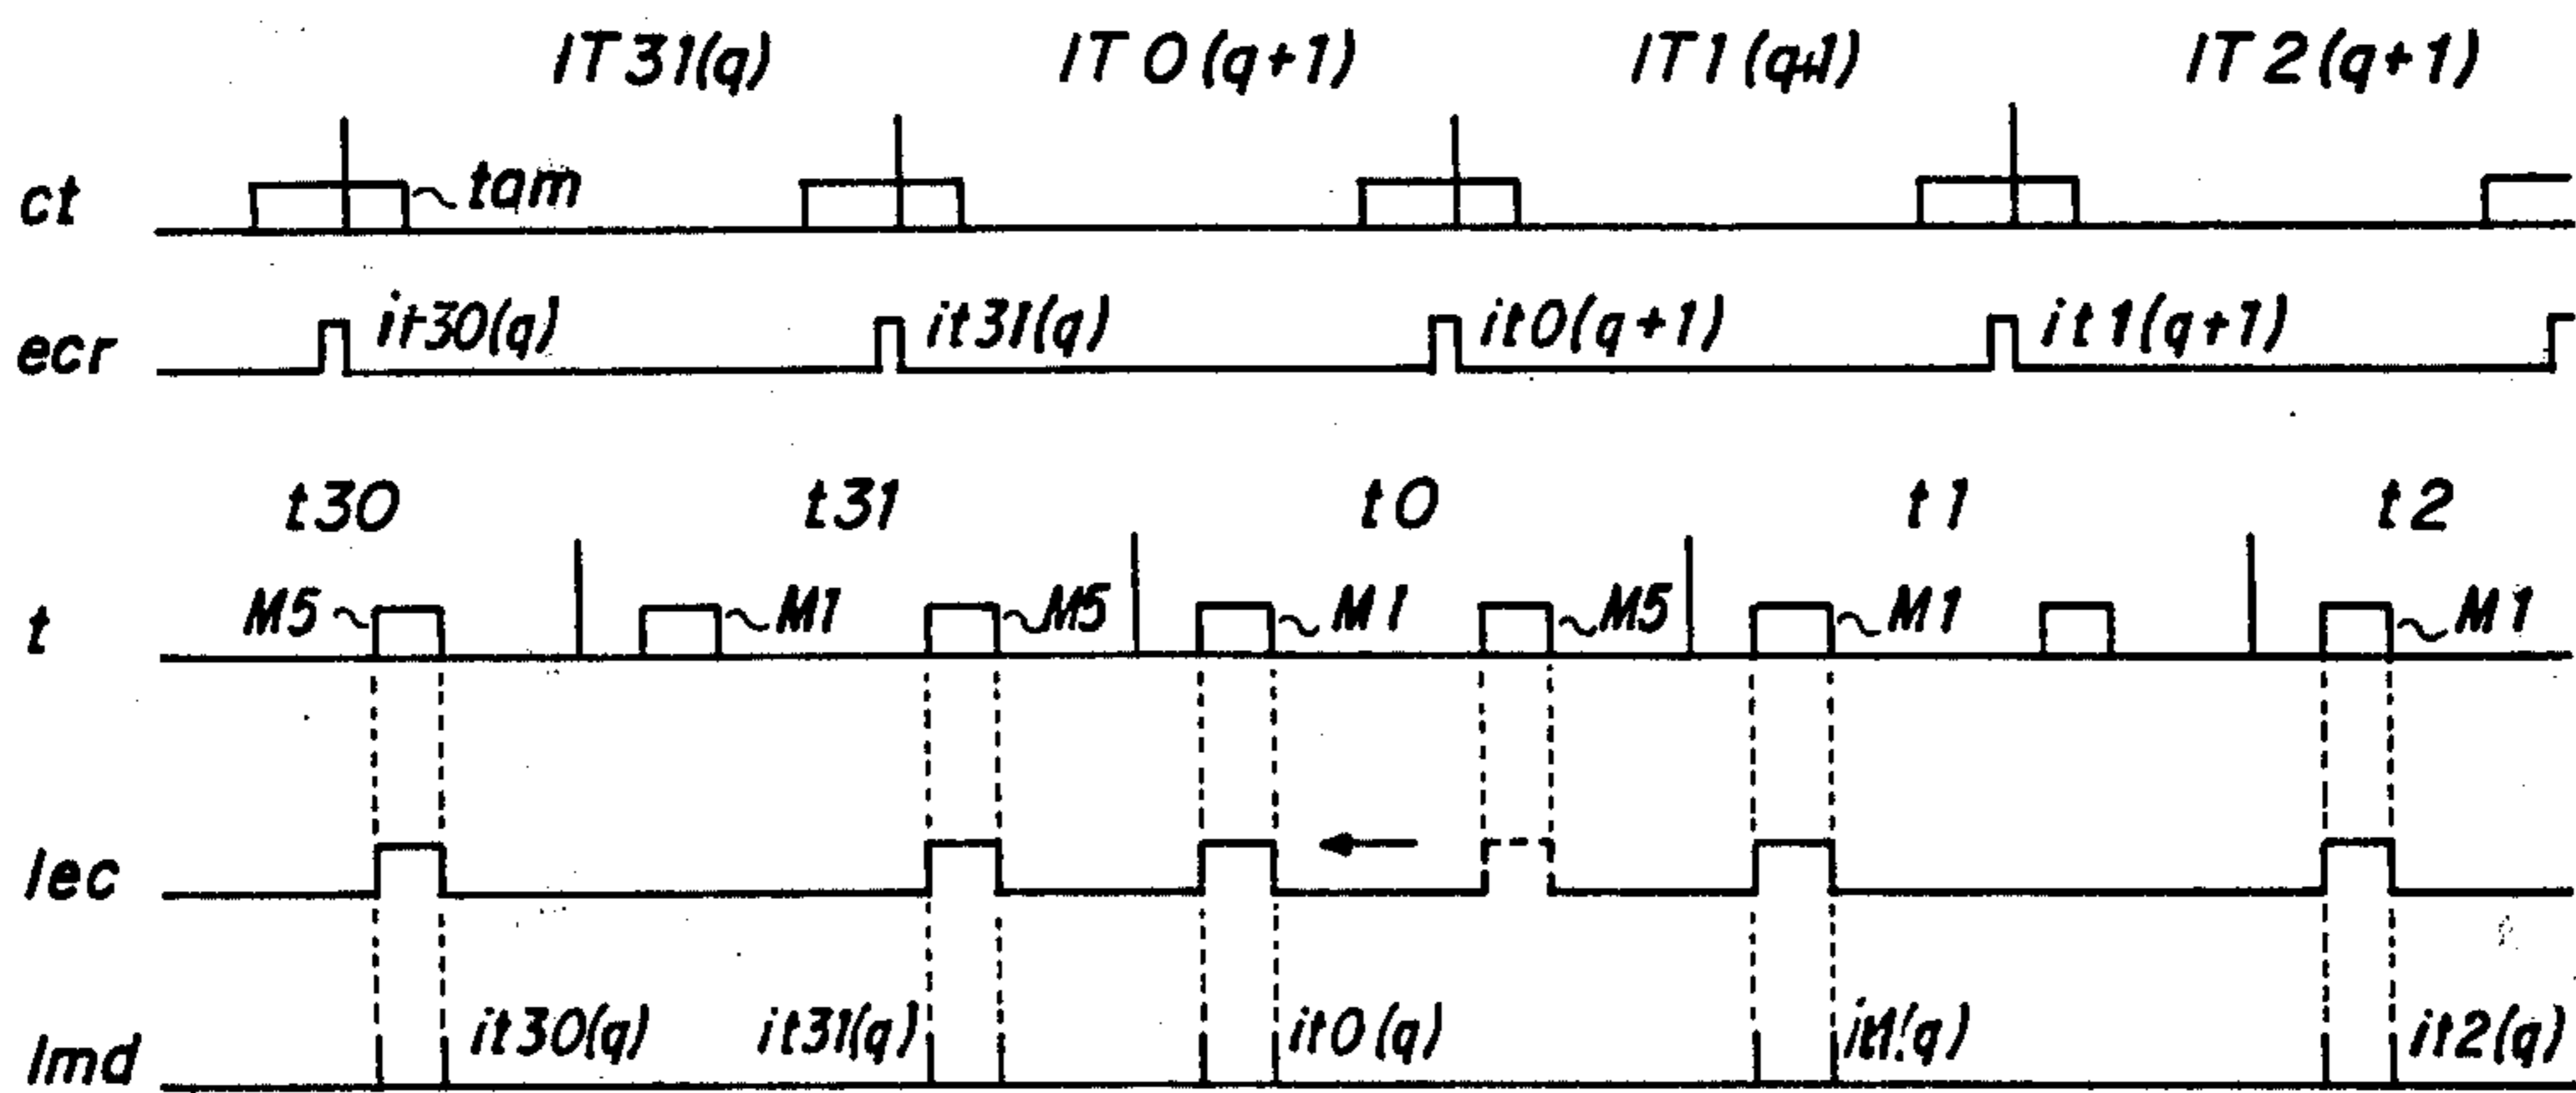 IT31(q) IT0(q+1) IT1(q+1) IT2(q+1)
ct tam
ecr it30(q) it31(q) it0(q+1) it1(q+1)
t30 t31 t0 t1 t2
t M5 M1 M5 M1 M5 M1 M1
lec
lmd it30(q) it31(q) it0(q) it1(q) it2(q)